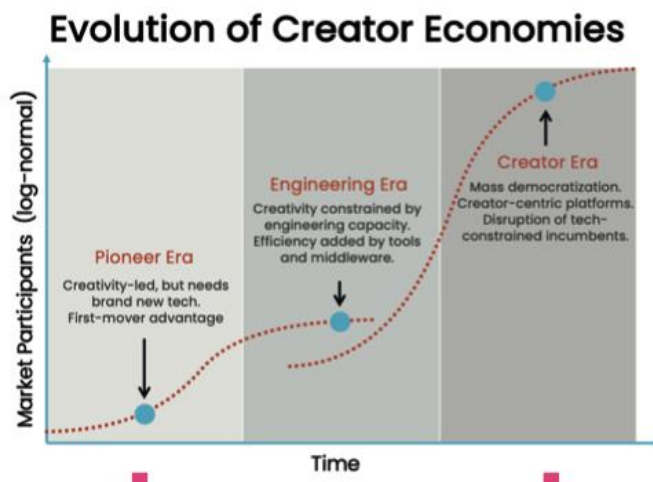 Evolution of Creator Economies
Market Participants (log-normal)
Pioneer Era
Creativity-led, but needs
brand new tech.
First-mover advantage
Engineering Era
Creativity constrained by
engineering capacity.
Efficiency added by tools
and middleware.
Creator Era
Mass democratization.
Creator-centric platforms.
Disruption of tech-
constrained incumbents.
Time